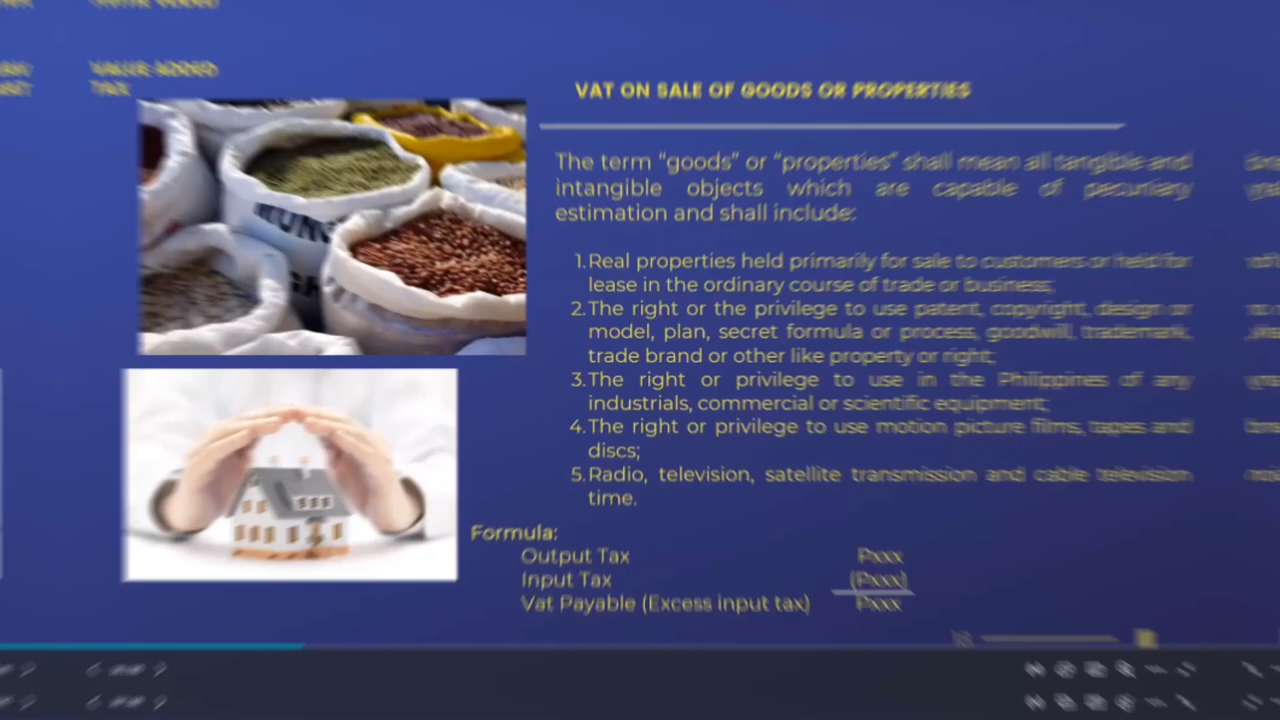 VALUE ADDED
TAX
VAT ON SALE OF GOODS OR PROPERTIES
The term “goods” or “properties” shall mean all tangible and
intangible objects which are capable of pecuniary
estimation and shall include:
1. Real properties held primarily for sale to customers or held for
lease in the ordinary course of trade or business;
2. The right or the privilege to use patent, copyright, design or
model, plan, secret formula or process, goodwill, trademark,
trade brand or other like property or right;
3. The right or privilege to use in the Philippines of any
industrials, commercial or scientific equipment;
4. The right or privilege to use motion picture films, tapes and
discs;
5. Radio, television, satellite transmission and cable television
time.
Formula:
Output Tax Pxxx
Input Tax (Pxxx)
Vat Payable (Excess input tax) Pxxx
18